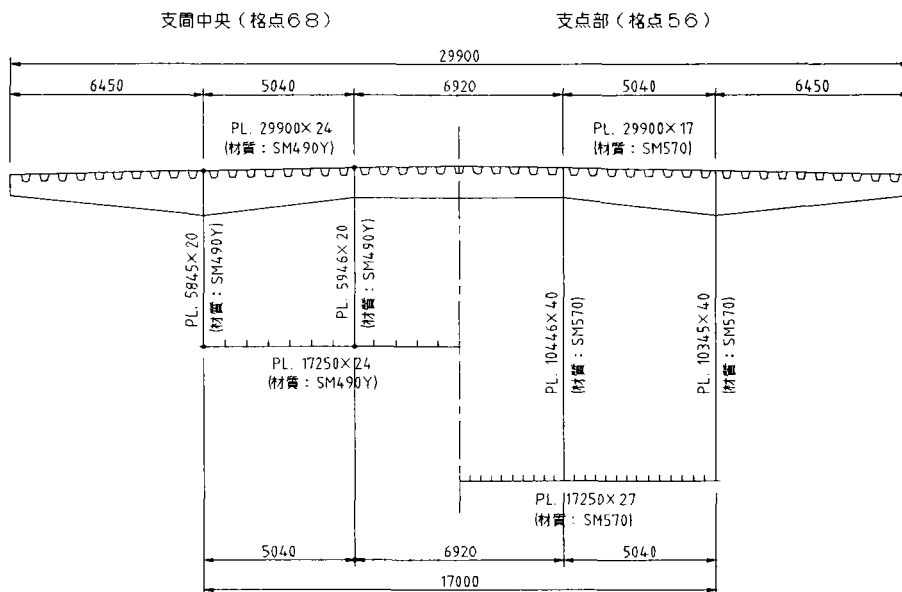 支間中央(格点68)
支点部(格点56)
29900
6450
5040
6920
5040
6450
PL. 29900×24
(材質:SM490Y)
PL. 29900×17
(材質:SM570)
PL. 5845×20
(材質:SM490Y)
PL. 5946×20
(材質:SM490Y)
PL. 10446×40
(材質:SM570)
PL. 10345×40
(材質:SM570)
PL. 17250×24
(材質:SM490Y)
PL. 17250×27
(材質:SM570)
5040
6920
5040
17000